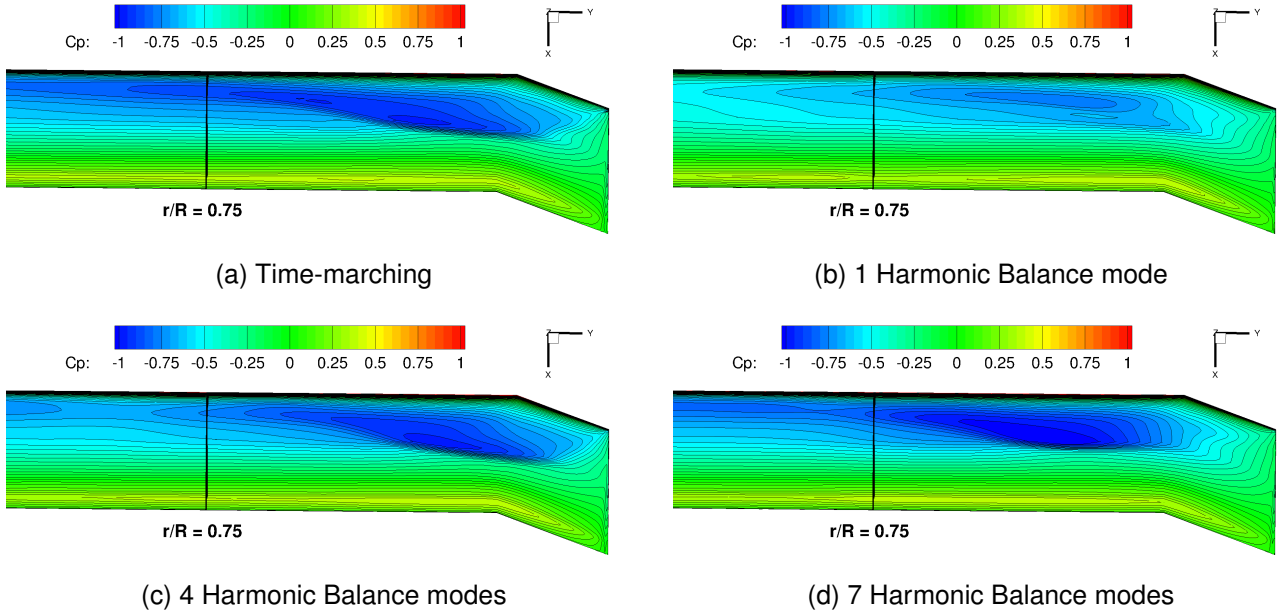 Cp: -1 -0.75 -0.5 -0.25 0 0.25 0.5 0.75 1
Z Y
X
r/R = 0.75
(a) Time-marching
Cp: -1 -0.75 -0.5 -0.25 0 0.25 0.5 0.75 1
Z Y
X
r/R = 0.75
(b) 1 Harmonic Balance mode
Cp: -1 -0.75 -0.5 -0.25 0 0.25 0.5 0.75 1
Z Y
X
r/R = 0.75
(c) 4 Harmonic Balance modes
Cp: -1 -0.75 -0.5 -0.25 0 0.25 0.5 0.75 1
Z Y
X
r/R = 0.75
(d) 7 Harmonic Balance modes